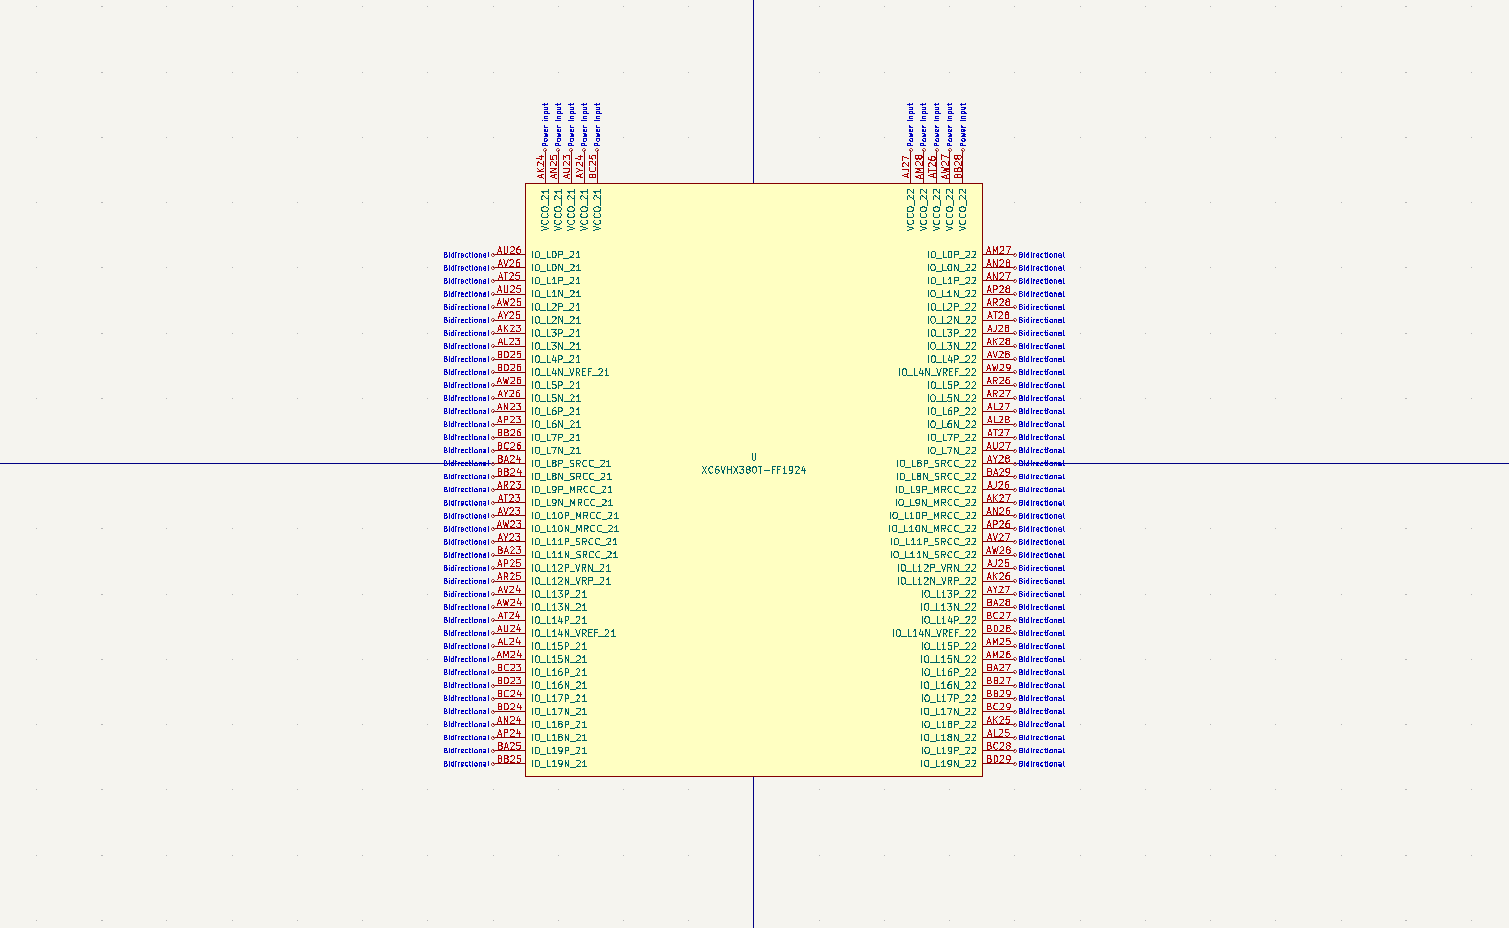 Power Input Power Input Power Input Power Input Power Input Power Input Power Input Power Input Power Input Power Input
AK24 AN25 AU23 AY24 BC25 AJ27 AM28 AT26 AW27 BB28
VCCO_21 VCCO_21 VCCO_21 VCCO_21 VCCO_21 VCCO_22 VCCO_22 VCCO_22 VCCO_22 VCCO_22
Bidirectional AU26 IO_L0P_21 IO_L0P_22 AM27 Bidirectional
Bidirectional AV26 IO_L0N_21 IO_L0N_22 AN28 Bidirectional
Bidirectional AT25 IO_L1P_21 IO_L1P_22 AN27 Bidirectional
Bidirectional AU25 IO_L1N_21 IO_L1N_22 AP28 Bidirectional
Bidirectional AW25 IO_L2P_21 IO_L2P_22 AR28 Bidirectional
Bidirectional AY25 IO_L2N_21 IO_L2N_22 AT28 Bidirectional
Bidirectional AK23 IO_L3P_21 IO_L3P_22 AJ28 Bidirectional
Bidirectional AL23 IO_L3N_21 IO_L3N_22 AK28 Bidirectional
Bidirectional BD25 IO_L4P_21 IO_L4P_22 AV28 Bidirectional
Bidirectional BD26 IO_L4N_VREF_21 IO_L4N_VREF_22 AW29 Bidirectional
Bidirectional AW26 IO_L5P_21 IO_L5P_22 AR26 Bidirectional
Bidirectional AY26 IO_L5N_21 IO_L5N_22 AR27 Bidirectional
Bidirectional AN23 IO_L6P_21 IO_L6P_22 AL27 Bidirectional
Bidirectional AP23 IO_L6N_21 IO_L6N_22 AL28 Bidirectional
Bidirectional BB26 IO_L7P_21 IO_L7P_22 AT27 Bidirectional
Bidirectional BC26 IO_L7N_21 IO_L7N_22 AU27 Bidirectional
U
Bidirectional BA24 IO_L8P_SRCC_21 IO_L8P_SRCC_22 AY28 Bidirectional
XC6VHX380T-FF1924
Bidirectional BB24 IO_L8N_SRCC_21 IO_L8N_SRCC_22 BA29 Bidirectional
Bidirectional AR23 IO_L9P_MRCC_21 IO_L9P_MRCC_22 AJ26 Bidirectional
Bidirectional AT23 IO_L9N_MRCC_21 IO_L9N_MRCC_22 AK27 Bidirectional
Bidirectional AV23 IO_L10P_MRCC_21 IO_L10P_MRCC_22 AN26 Bidirectional
Bidirectional AW23 IO_L10N_MRCC_21 IO_L10N_MRCC_22 AP26 Bidirectional
Bidirectional AY23 IO_L11P_SRCC_21 IO_L11P_SRCC_22 AV27 Bidirectional
Bidirectional BA23 IO_L11N_SRCC_21 IO_L11N_SRCC_22 AW28 Bidirectional
Bidirectional AP25 IO_L12P_VRN_21 IO_L12P_VRN_22 AJ25 Bidirectional
Bidirectional AR25 IO_L12N_VRP_21 IO_L12N_VRP_22 AK26 Bidirectional
Bidirectional AV24 IO_L13P_21 IO_L13P_22 AY27 Bidirectional
Bidirectional AW24 IO_L13N_21 IO_L13N_22 BA28 Bidirectional
Bidirectional AT24 IO_L14P_21 IO_L14P_22 BC27 Bidirectional
Bidirectional AU24 IO_L14N_VREF_21 IO_L14N_VREF_22 BD28 Bidirectional
Bidirectional AL24 IO_L15P_21 IO_L15P_22 AM25 Bidirectional
Bidirectional AM24 IO_L15N_21 IO_L15N_22 AM26 Bidirectional
Bidirectional BC23 IO_L16P_21 IO_L16P_22 BA27 Bidirectional
Bidirectional BD23 IO_L16N_21 IO_L16N_22 BB27 Bidirectional
Bidirectional BC24 IO_L17P_21 IO_L17P_22 BB29 Bidirectional
Bidirectional BD24 IO_L17N_21 IO_L17N_22 BC29 Bidirectional
Bidirectional AN24 IO_L18P_21 IO_L18P_22 AK25 Bidirectional
Bidirectional AP24 IO_L18N_21 IO_L18N_22 AL25 Bidirectional
Bidirectional BA25 IO_L19P_21 IO_L19P_22 BC28 Bidirectional
Bidirectional BB25 IO_L19N_21 IO_L19N_22 BD29 Bidirectional